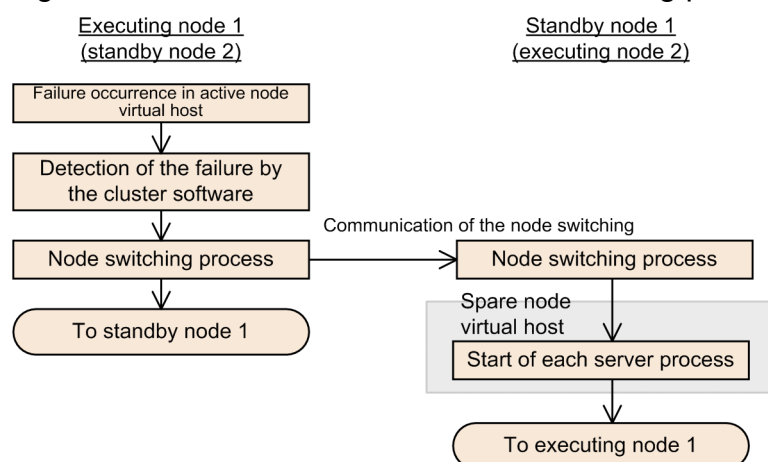 Executing node 1
(standby node 2)
Standby node 1
(executing node 2)
Failure occurrence in active node
virtual host
Detection of the failure by
the cluster software
Communication of the node switching
Node switching process
Node switching process
Spare node
virtual host
To standby node 1
Start of each server process
To executing node 1